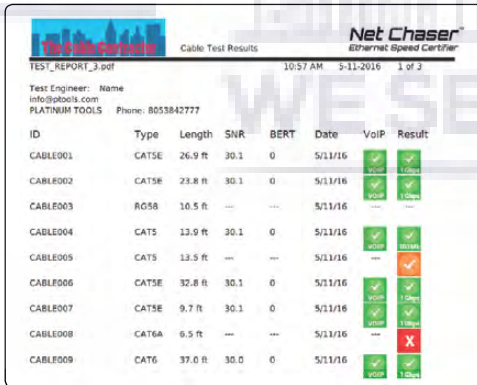 The Cable Contractor
Cable Test Results
Net Chaser™
Ethernet Speed Certifier
TEST_REPORT_3.pdf 10:57 AM 5-11-2016 1 of 3
Test Engineer: Name
info@ptools.com
PLATINUM TOOLS Phone: 8053842777
ID Type Length SNR BERT Date VoIP Result
CABLE001 CAT5E 26.9 ft 30.1 0 5/11/16 VOIP 1 Gbps
CABLE002 CAT5E 23.8 ft 30.1 0 5/11/16 VOIP 1 Gbps
CABLE003 RG58 10.5 ft --- --- 5/11/16 --- ---
CABLE004 CAT5 13.9 ft 30.1 0 5/11/16 VOIP
CABLE005 CAT5 13.5 ft --- --- 5/11/16 ---
CABLE006 CAT5E 32.8 ft 30.1 0 5/11/16 VOIP 1 Gbps
CABLE007 CAT5E 9.7 ft 30.1 0 5/11/16 VOIP 1 Gbps
CABLE008 CAT6A 6.5 ft --- --- 5/11/16 --- X
CABLE009 CAT6 37.0 ft 30.0 0 5/11/16 VOIP 1 Gbps